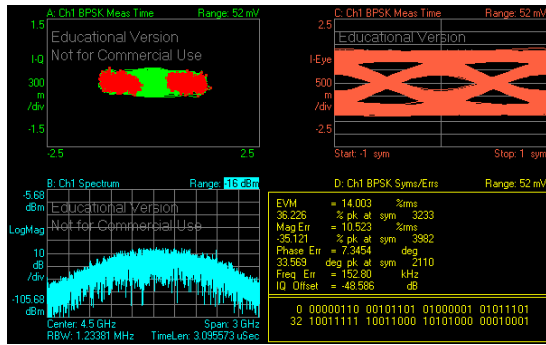 A: Ch1 BPSK Meas Time Range: 52 mV
1.5
Educational Version
Not for Commercial Use
I-Q
300
m
/div
-1.5
-2.5 2.5
C: Ch1 BPSK Meas Time Range: 52 mV
2.5
Educational Version
I-Eye
500
m
/div
-2.5
Start: -1 sym Stop: 1 sym
B: Ch1 Spectrum Range: -16 dBm
-5.68
dBm
Educational Version
Not for Commercial Use
LogMag
10
dB
/div
-105.68
dBm
Center: 4.5 GHz Span: 3 GHz
RBW: 1.23381 MHz TimeLen: 3.095573 uSec
D: Ch1 BPSK Syms/Errs Range: 52 mV
EVM = 14.003 %rms
36.226 % pk at sym 3233
Mag Err = 10.523 %rms
-35.121 % pk at sym 3982
Phase Err = 7.3454 deg
33.569 deg pk at sym 2110
Freq Err = 152.80 kHz
IQ Offset = -48.586 dB
0 00000110 00101101 01000001 01011101
32 10011111 10011000 10101000 00010001